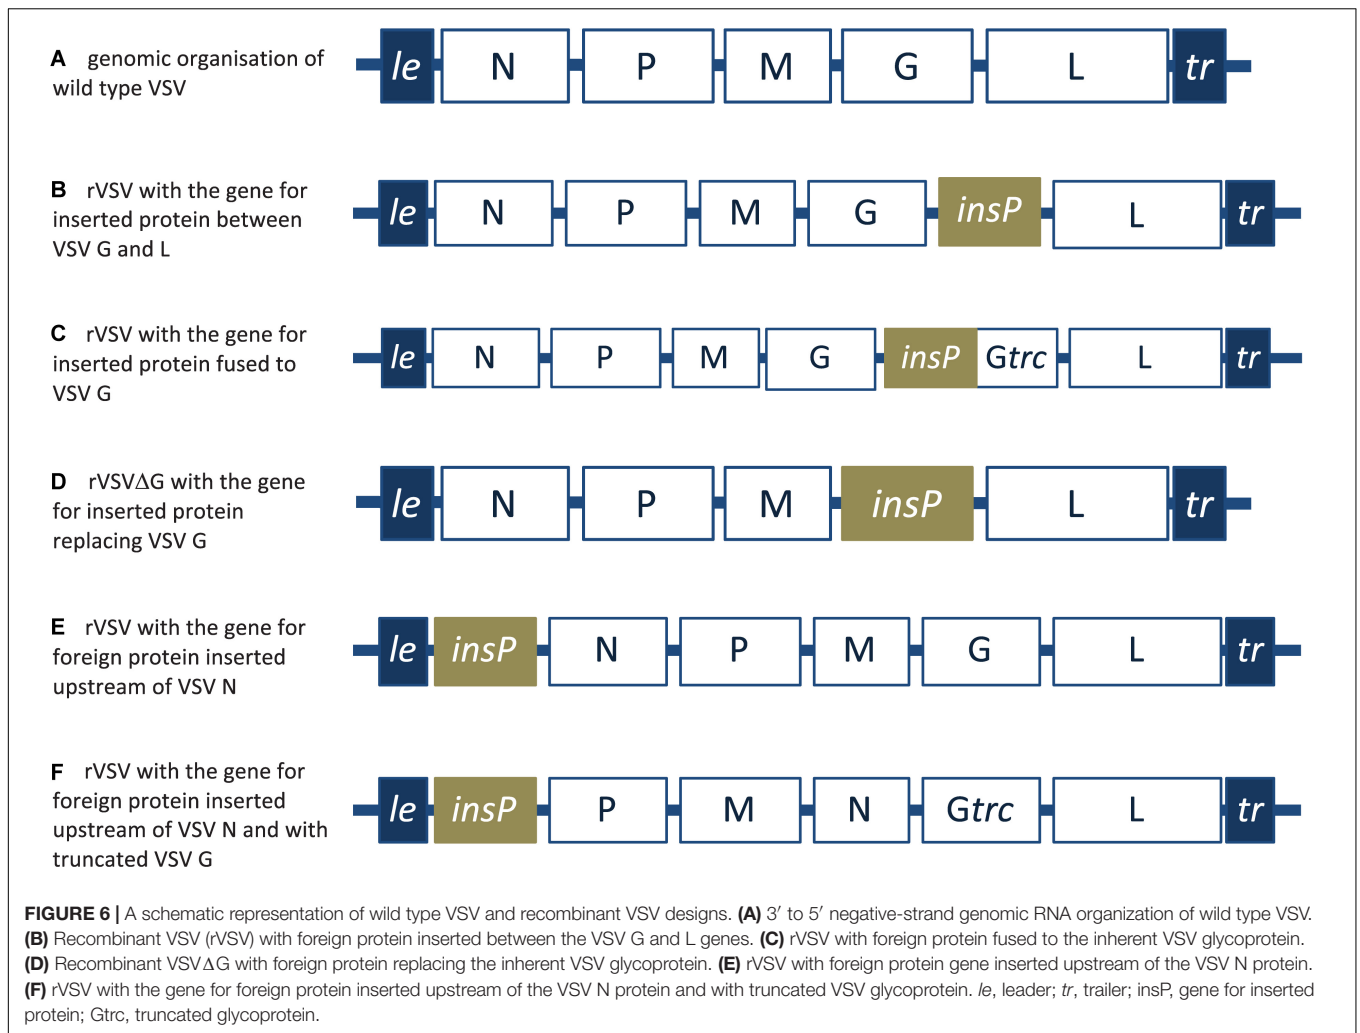 A genomic organisation of
wild type VSV
le N P M G L tr
B rVSV with the gene for
inserted protein between
VSV G and L
le N P M G insP L tr
C rVSV with the gene for
inserted protein fused to
VSV G
le N P M G insP Gtrc L tr
D rVSVΔG with the gene
for inserted protein
replacing VSV G
le N P M insP L tr
E rVSV with the gene for
foreign protein inserted
upstream of VSV N
le insP N P M G L tr
F rVSV with the gene for
foreign protein inserted
upstream of VSV N and with
truncated VSV G
le insP P M N Gtrc L tr
FIGURE 6 | A schematic representation of wild type VSV and recombinant VSV designs. (A) 3′ to 5′ negative-strand genomic RNA organization of wild type VSV.
(B) Recombinant VSV (rVSV) with foreign protein inserted between the VSV G and L genes. (C) rVSV with foreign protein fused to the inherent VSV glycoprotein.
(D) Recombinant VSVΔG with foreign protein replacing the inherent VSV glycoprotein. (E) rVSV with foreign protein gene inserted upstream of the VSV N protein.
(F) rVSV with the gene for foreign protein inserted upstream of the VSV N protein and with truncated VSV glycoprotein. le, leader; tr, trailer; insP, gene for inserted
protein; Gtrc, truncated glycoprotein.